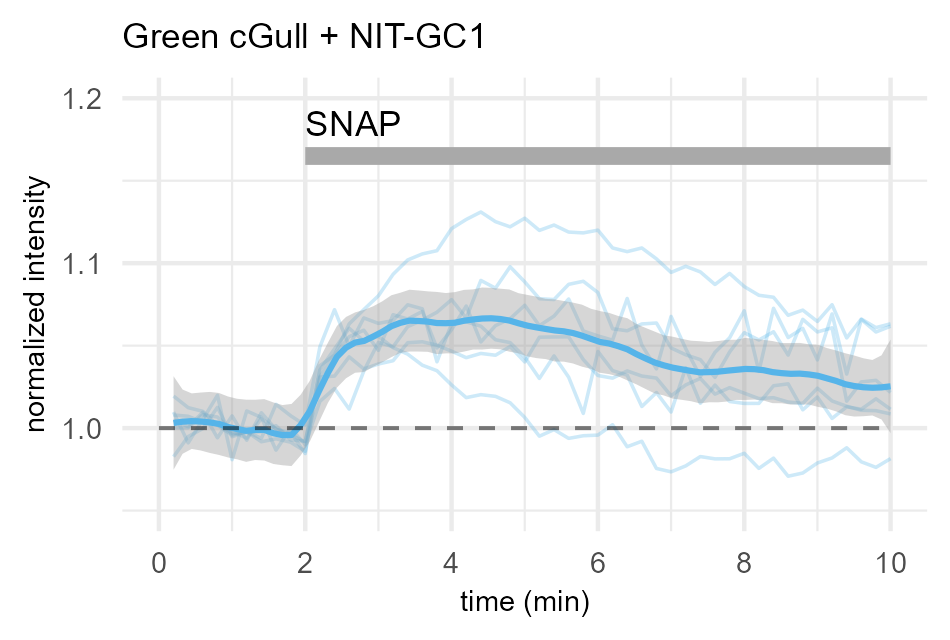 Green cGull + NIT-GC1
1.2
SNAP
1.1
1.0
normalized intensity
0 2 4 6 8 10
time (min)